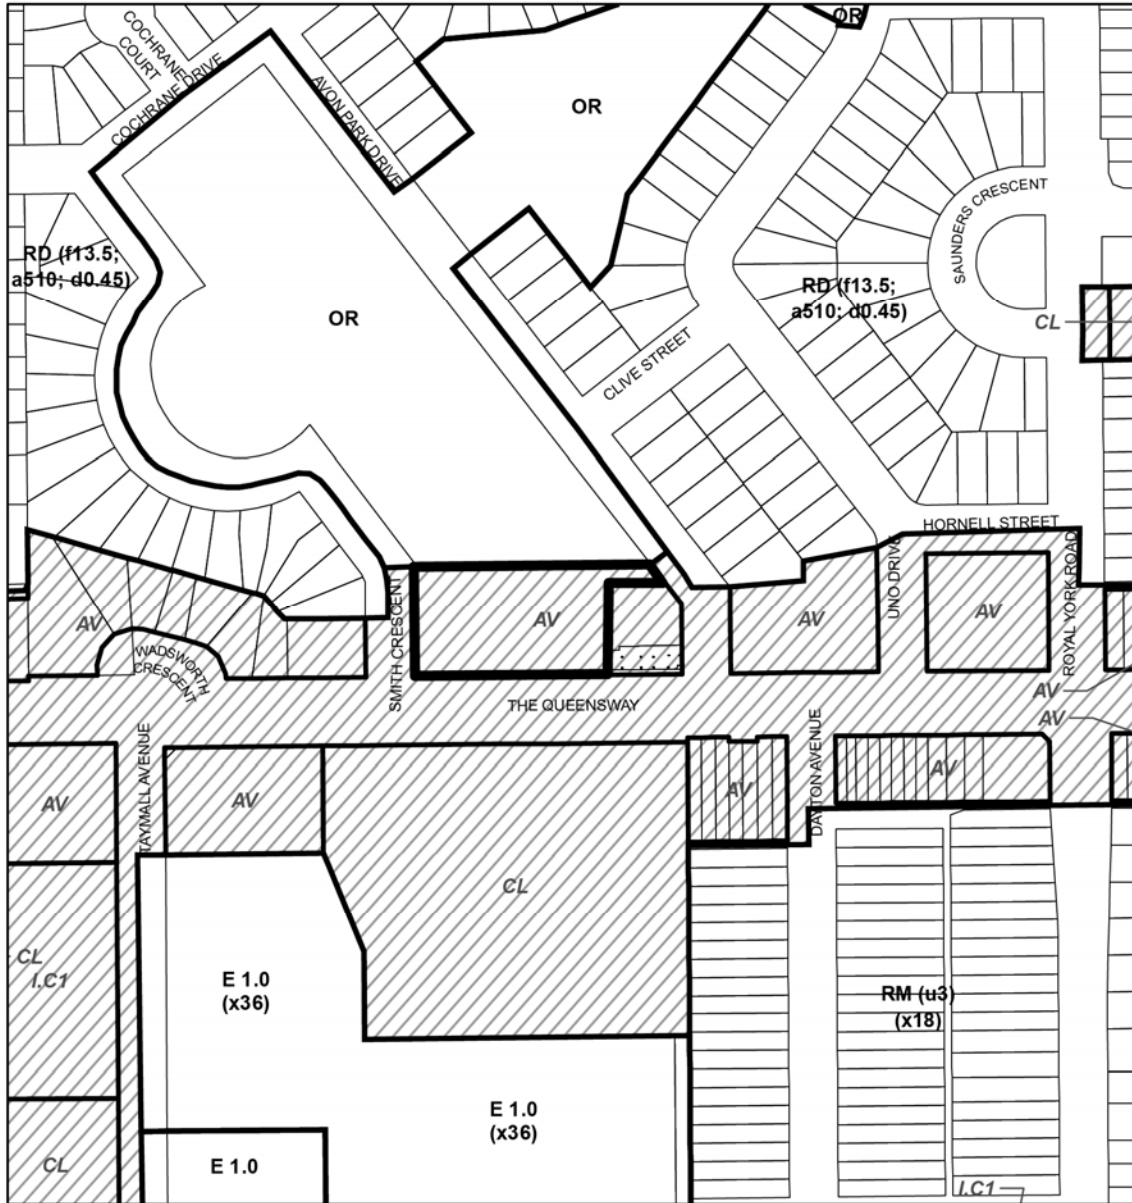 COCHRANE
COURT
COCHRANE DRIVE
AVON PARK DRIVE
OR
OR
SAUNDERS CRESCENT
RD (f13.5;
a510; d0.45)
OR
RD (f13.5;
a510; d0.45)
CL
CLIVE STREET
HORNELL STREET
UNO DRIVE
ROYAL YORK ROAD
SMITH CRESCENT
AV
WADSWORTH
CRESCENT
AV
AV
AV
THE QUEENSWAY
AV
AV
TAYMALL AVENUE
DAYTON AVENUE
AV
AV
AV
AV
CL
CL
I.C1
E 1.0
(x36)
RM (u3)
(x18)
E 1.0
(x36)
CL
E 1.0
I.C1